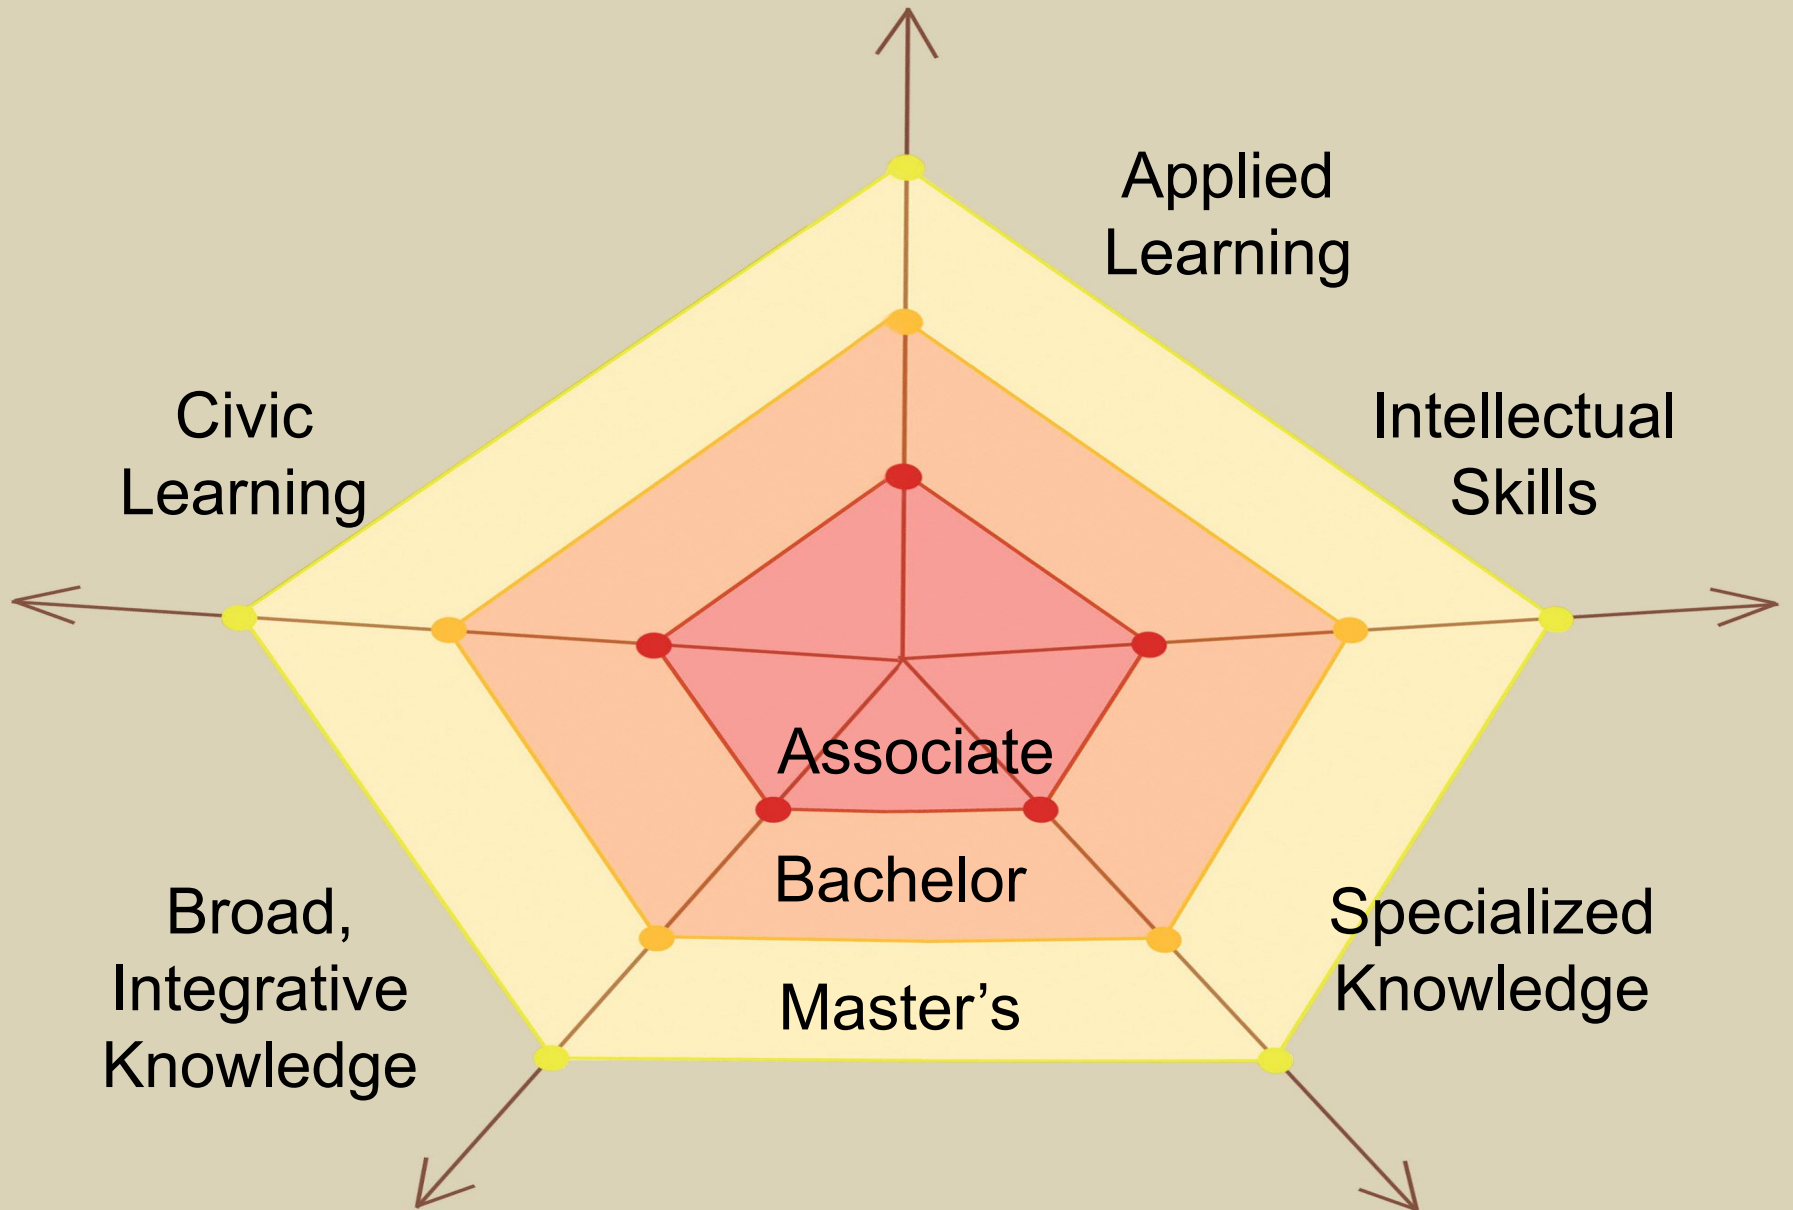 Applied
Learning
Civic
Learning
Intellectual
Skills
Associate
Bachelor
Broad,
Integrative
Knowledge
Specialized
Knowledge
Master’s